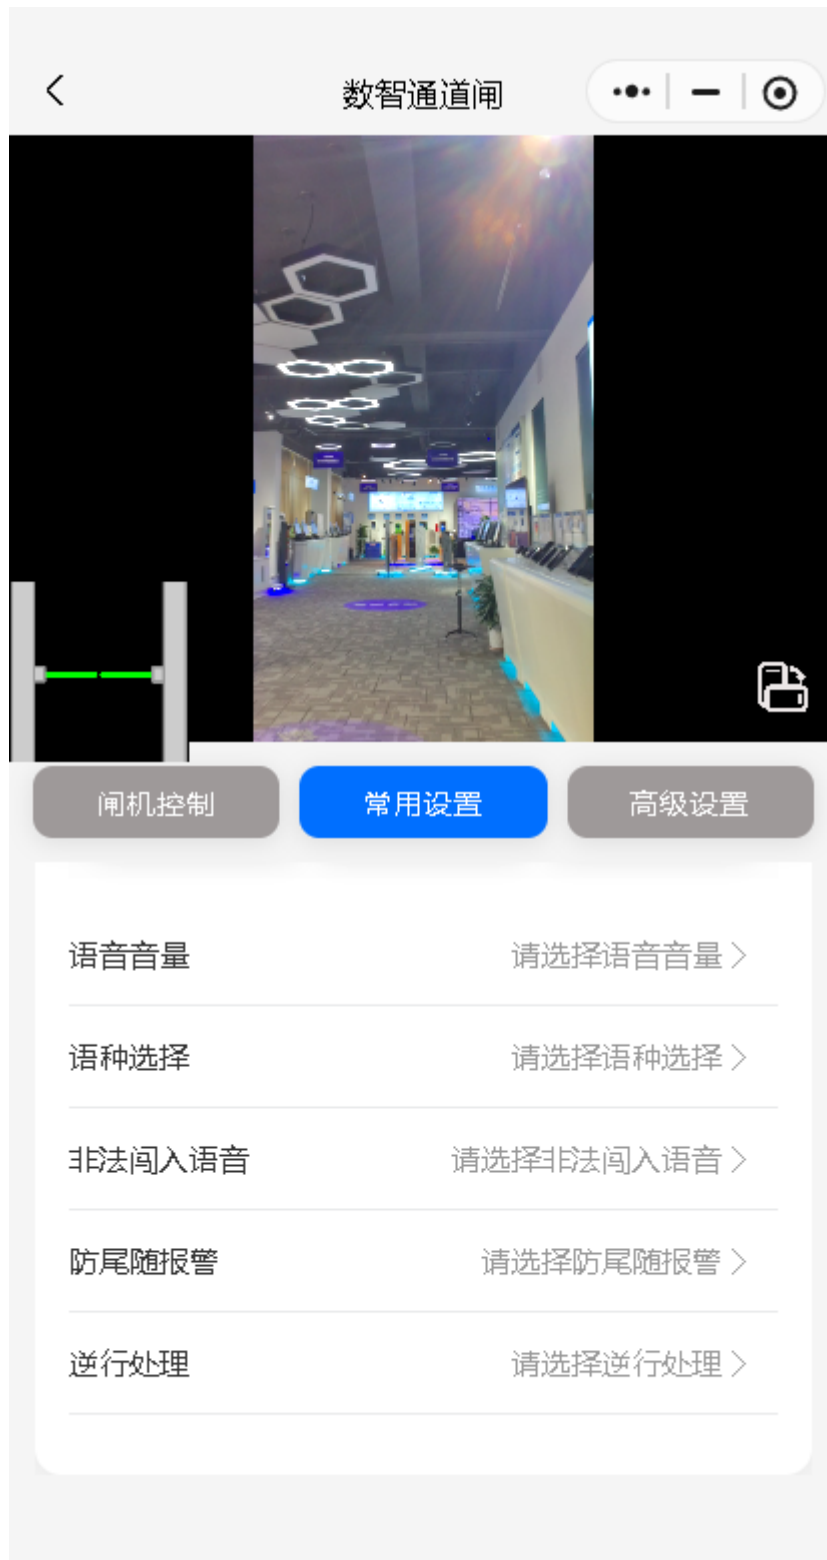 数智通道闸
闸机控制
常用设置
高级设置
语音音量
请选择语音音量
语种选择
请选择语种选择
非法闯入语音
请选择非法闯入语音
防尾随报警
请选择防尾随报警
逆行处理
请选择逆行处理